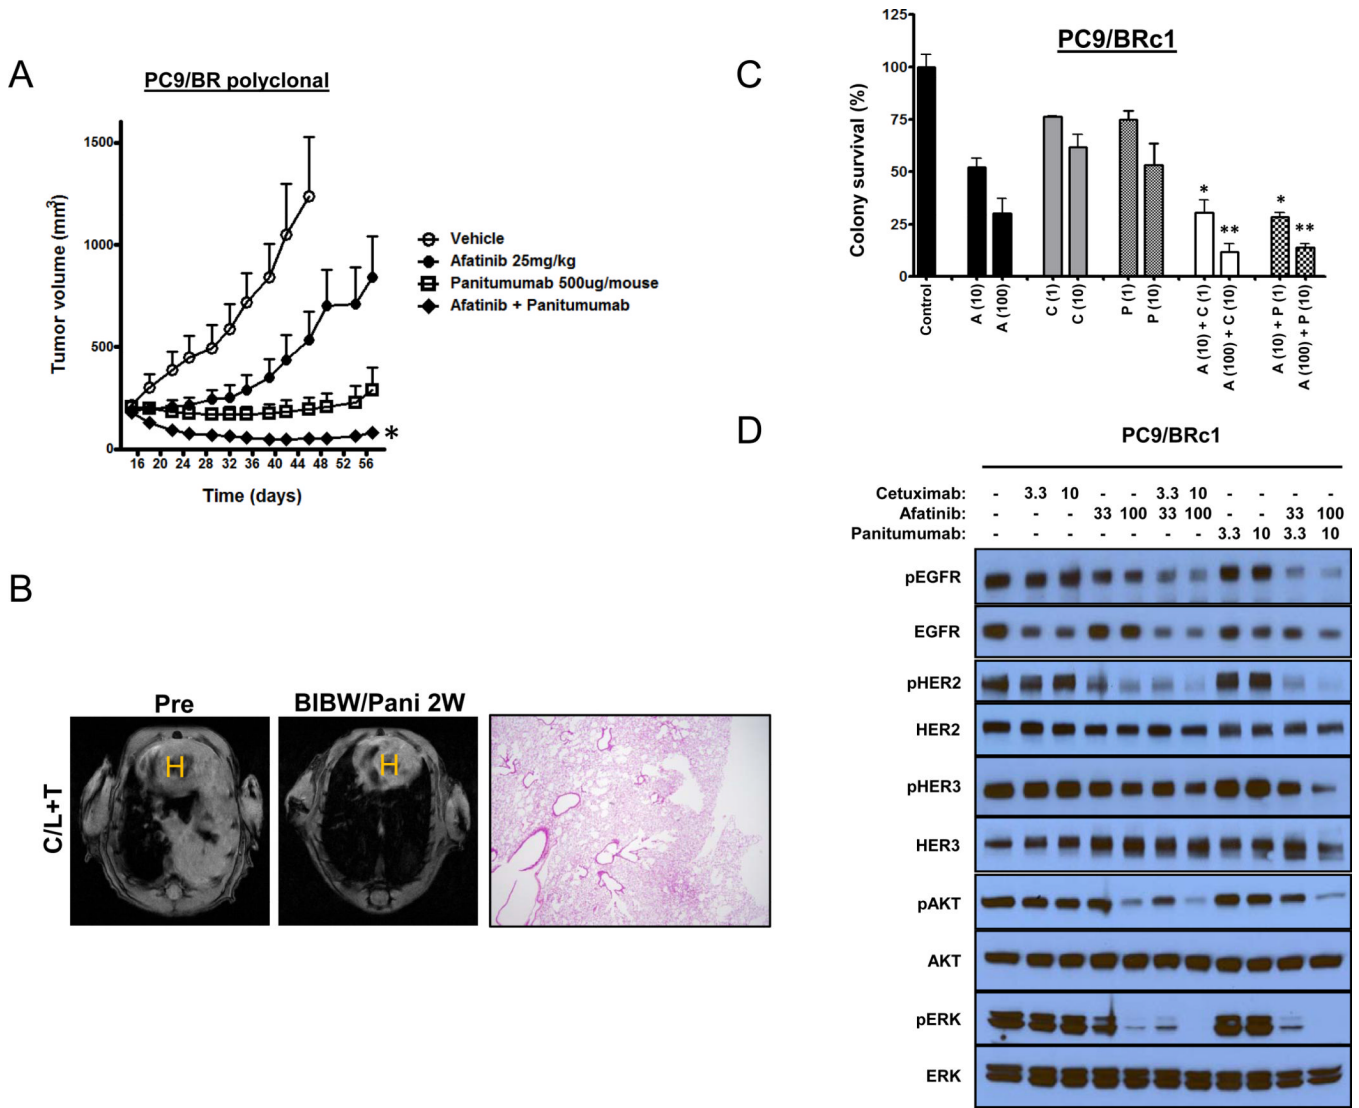 A
PC9/BR polyclonal
Tumor volume (mm3)
1500
1000
500
0
16 20 24 28 32 36 40 44 48 52 56
Time (days)
Vehicle
Afatinib 25mg/kg
Panitumumab 500ug/mouse
Afatinib + Panitumumab
*
B
Pre
BIBW/Pani 2W
C/L+T
H
H
C
PC9/BRc1
Colony survival (%)
125
100
75
50
25
0
* ** * **
Control
A (10)
A (100)
C (1)
C (10)
P (1)
P (10)
A (10) + C (1)
A (100) + C (10)
A (10) + P (1)
A (100) + P (10)
D
PC9/BRc1
Cetuximab: - 3.3 10 - - 3.3 10 - - - -
Afatinib: - - - 33 100 33 100 - - 33 100
Panitumumab: - - - - - - - 3.3 10 3.3 10
pEGFR
EGFR
pHER2
HER2
pHER3
HER3
pAKT
AKT
pERK
ERK